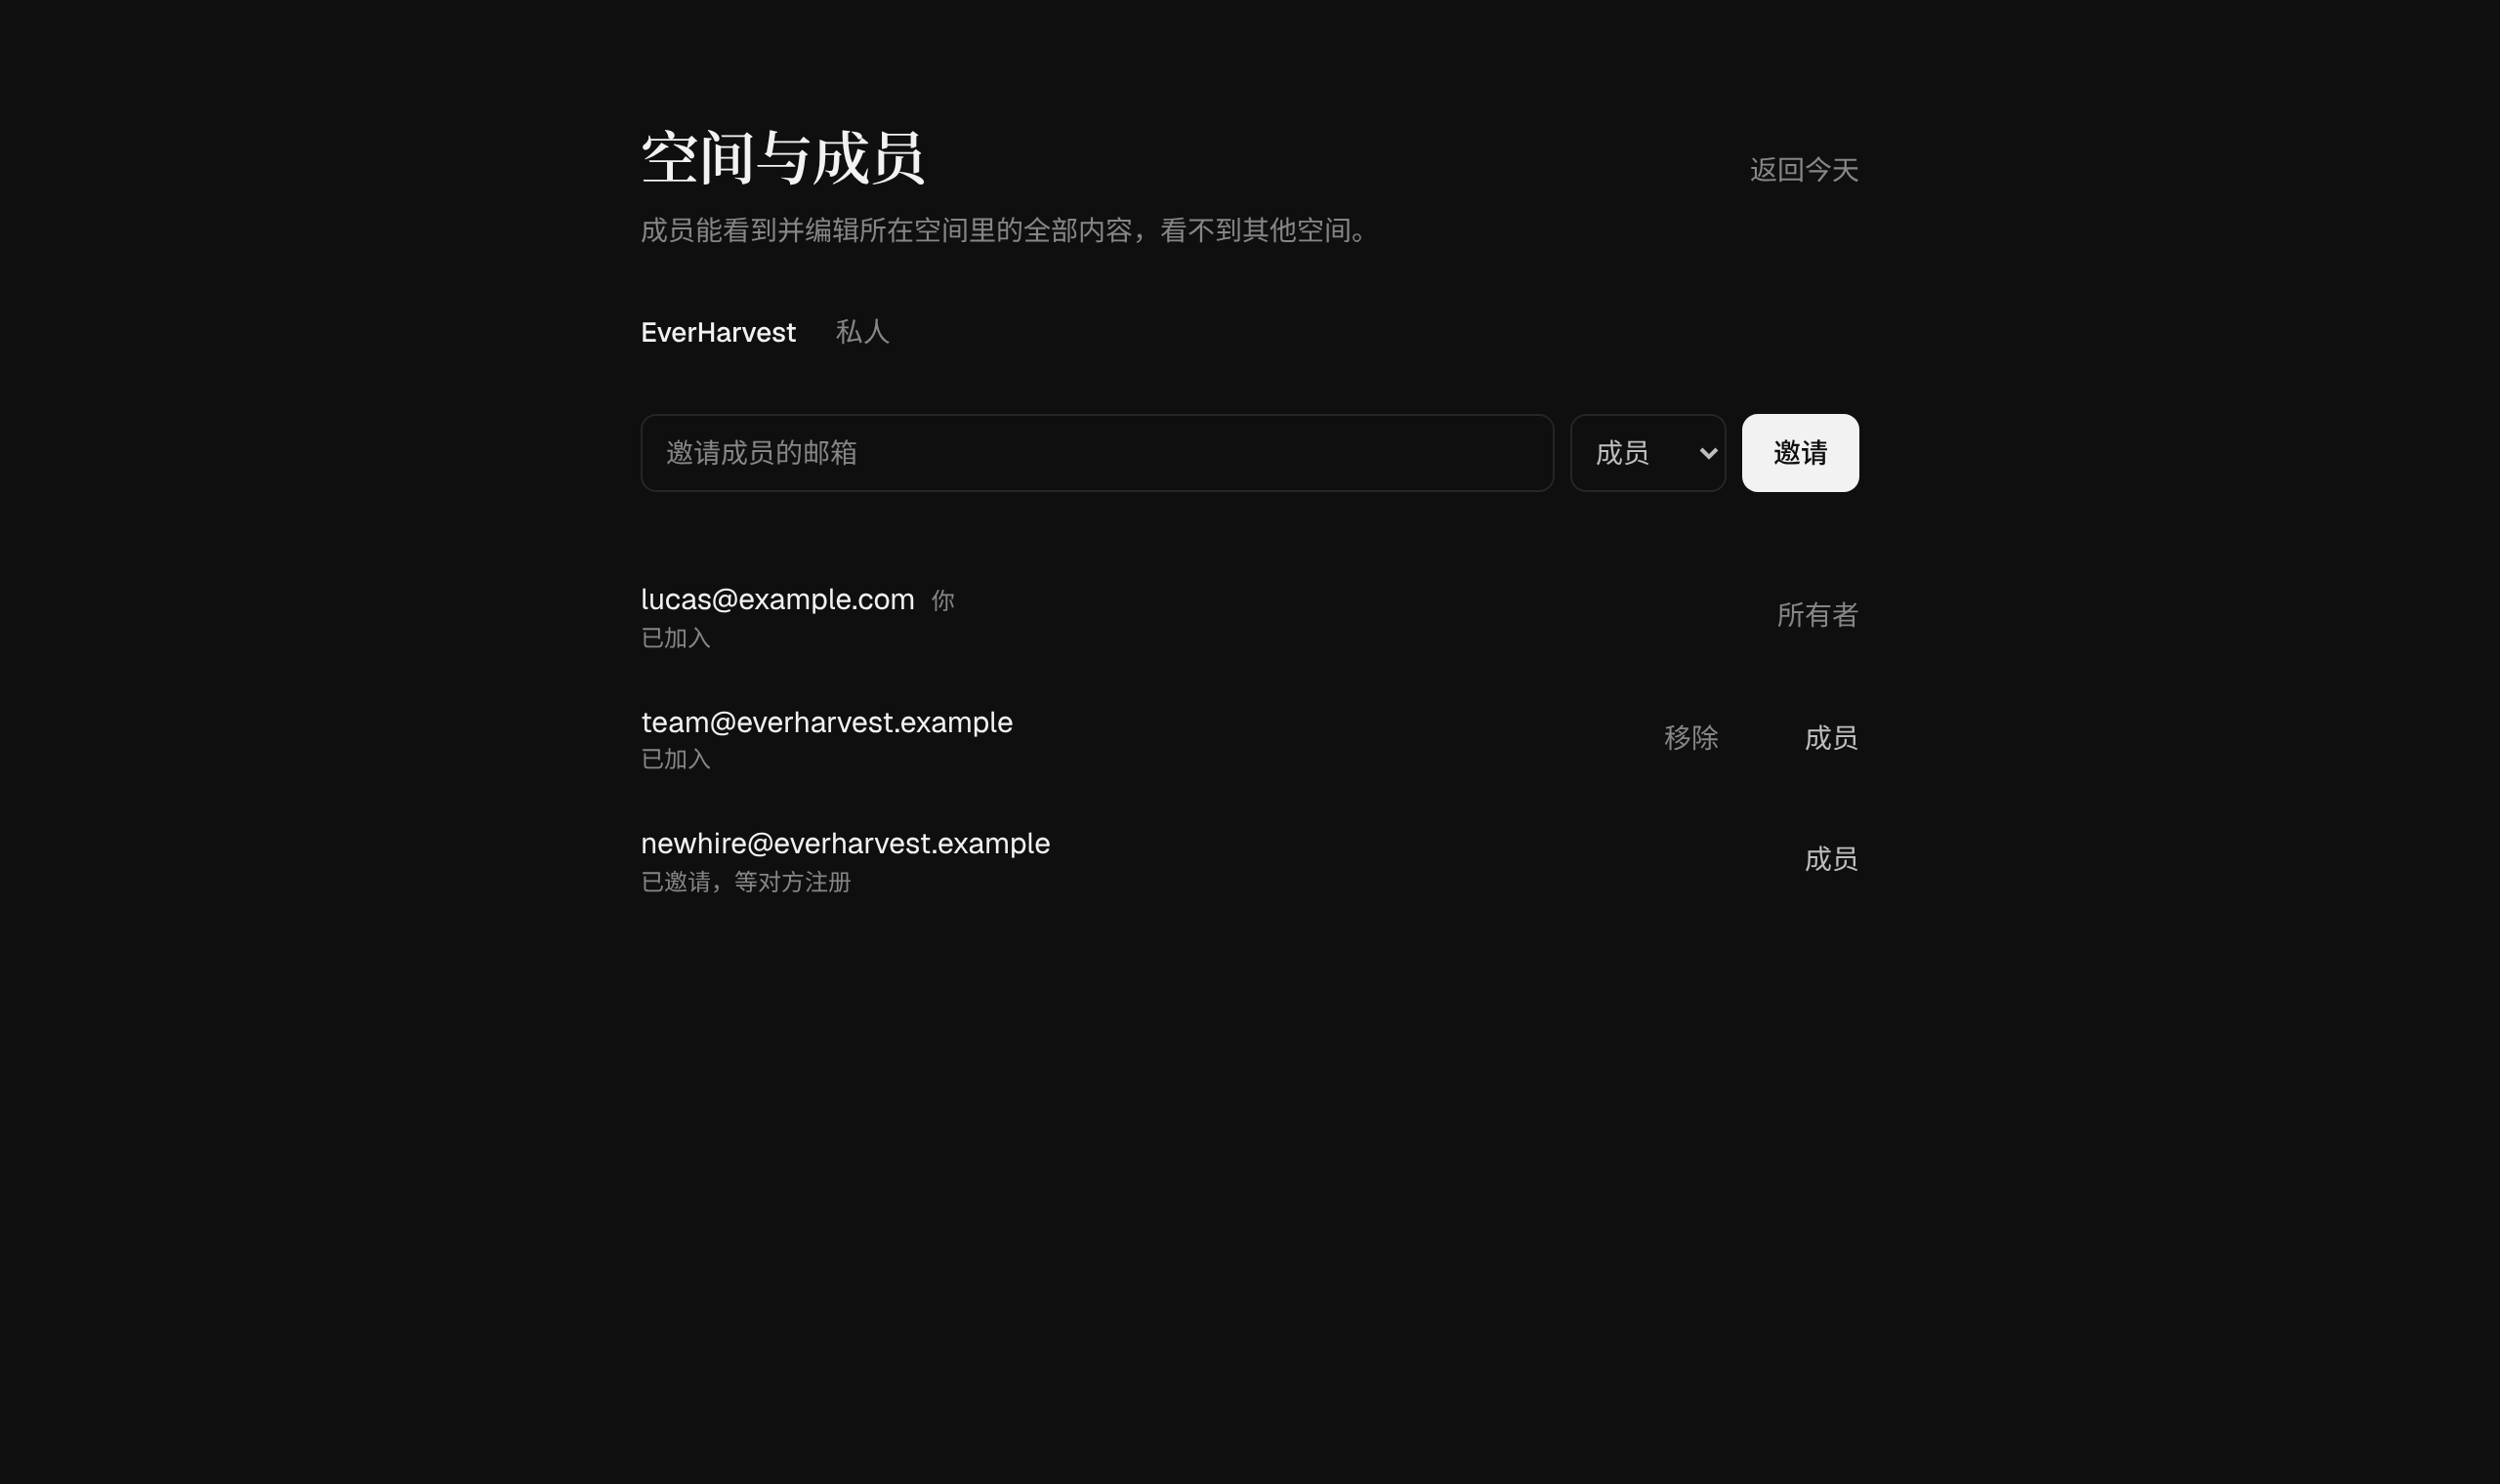 空间与成员
返回今天
成员能看到并编辑所在空间里的全部内容，看不到其他空间。
EverHarvest 私人
邀请成员的邮箱 成员 邀请
lucas@example.com 你
已加入
所有者
team@everharvest.example
已加入
移除 成员
newhire@everharvest.example
已邀请，等对方注册
成员